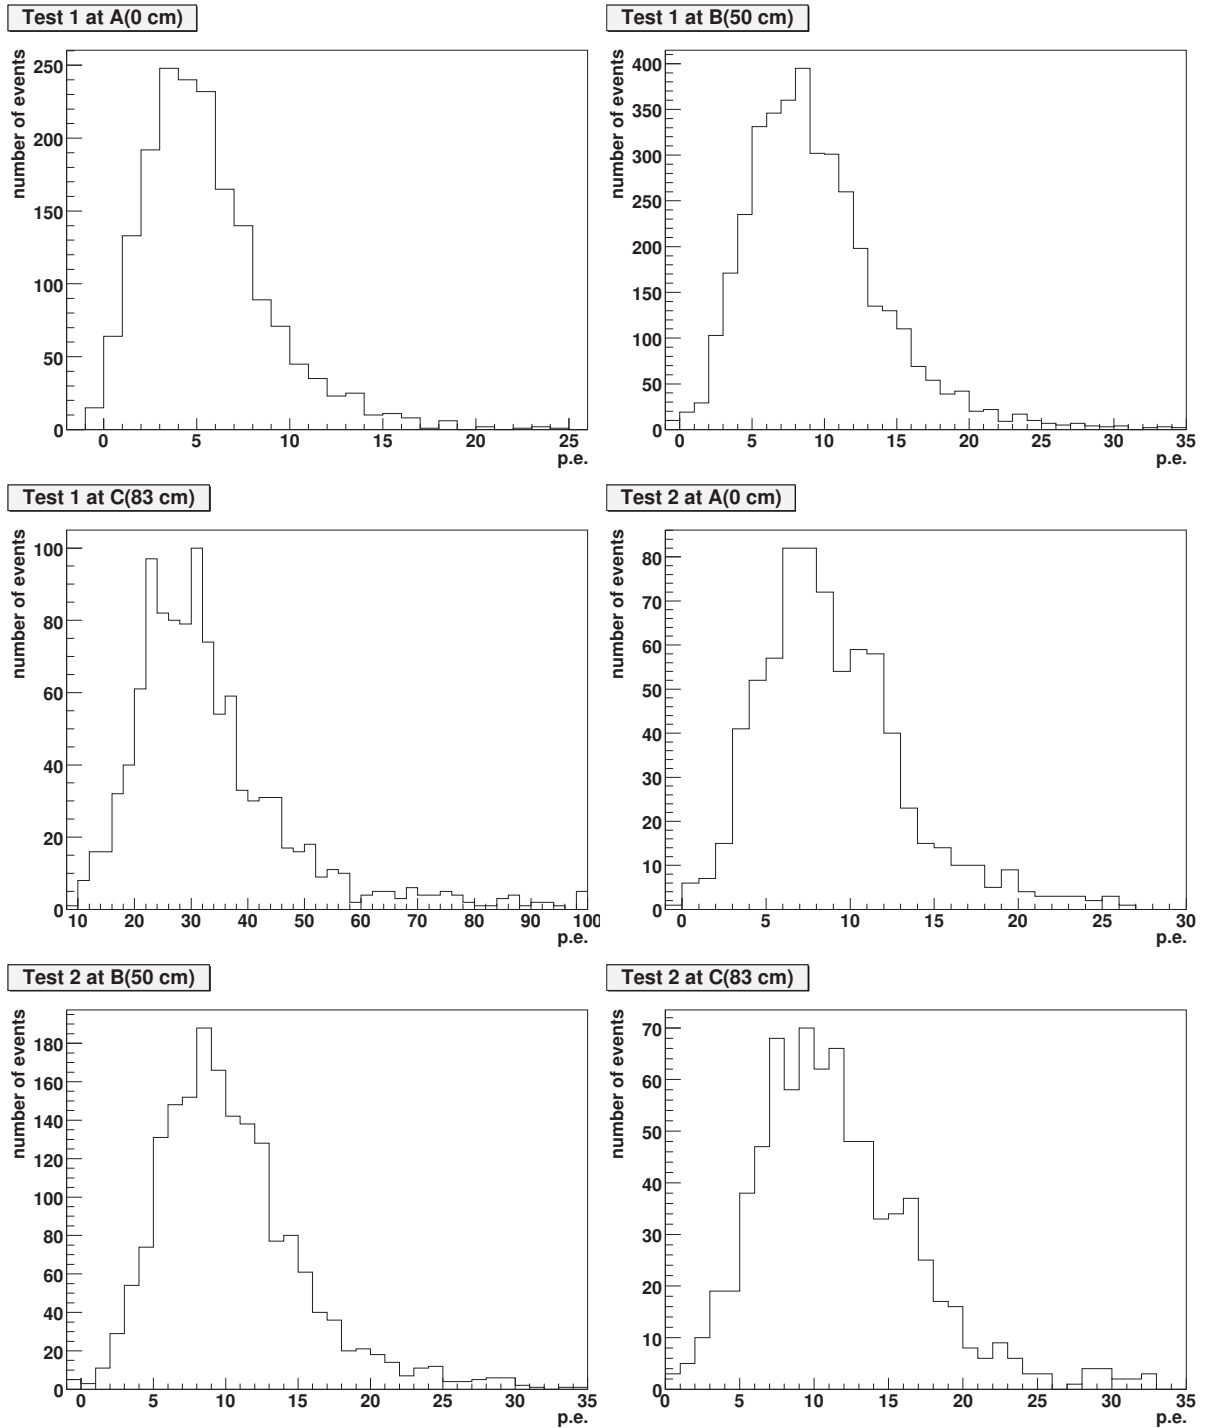 Test 1 at A(0 cm)
number of events
250
200
150
100
50
0
0 5 10 15 20 25
p.e.
Test 1 at B(50 cm)
number of events
400
350
300
250
200
150
100
50
0
0 5 10 15 20 25 30 35
p.e.
Test 1 at C(83 cm)
number of events
100
80
60
40
20
0
10 20 30 40 50 60 70 80 90 100
p.e.
Test 2 at A(0 cm)
number of events
80
70
60
50
40
30
20
10
0
0 5 10 15 20 25 30
p.e.
Test 2 at B(50 cm)
number of events
180
160
140
120
100
80
60
40
20
0
0 5 10 15 20 25 30 35
p.e.
Test 2 at C(83 cm)
number of events
70
60
50
40
30
20
10
0
0 5 10 15 20 25 30 35
p.e.